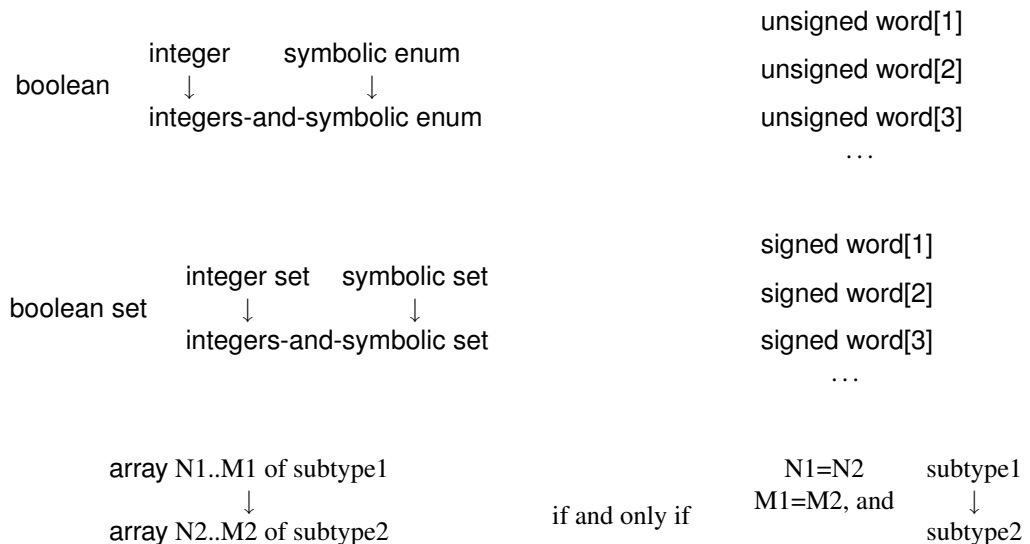 unsigned word[1]
integer symbolic enum
boolean ↓ ↓ unsigned word[2]
integers-and-symbolic enum unsigned word[3]
...
signed word[1]
integer set symbolic set
boolean set ↓ ↓ signed word[2]
integers-and-symbolic set signed word[3]
...
array N1..M1 of subtype1 N1=N2 subtype1
↓ if and only if M1=M2, and ↓
array N2..M2 of subtype2 subtype2